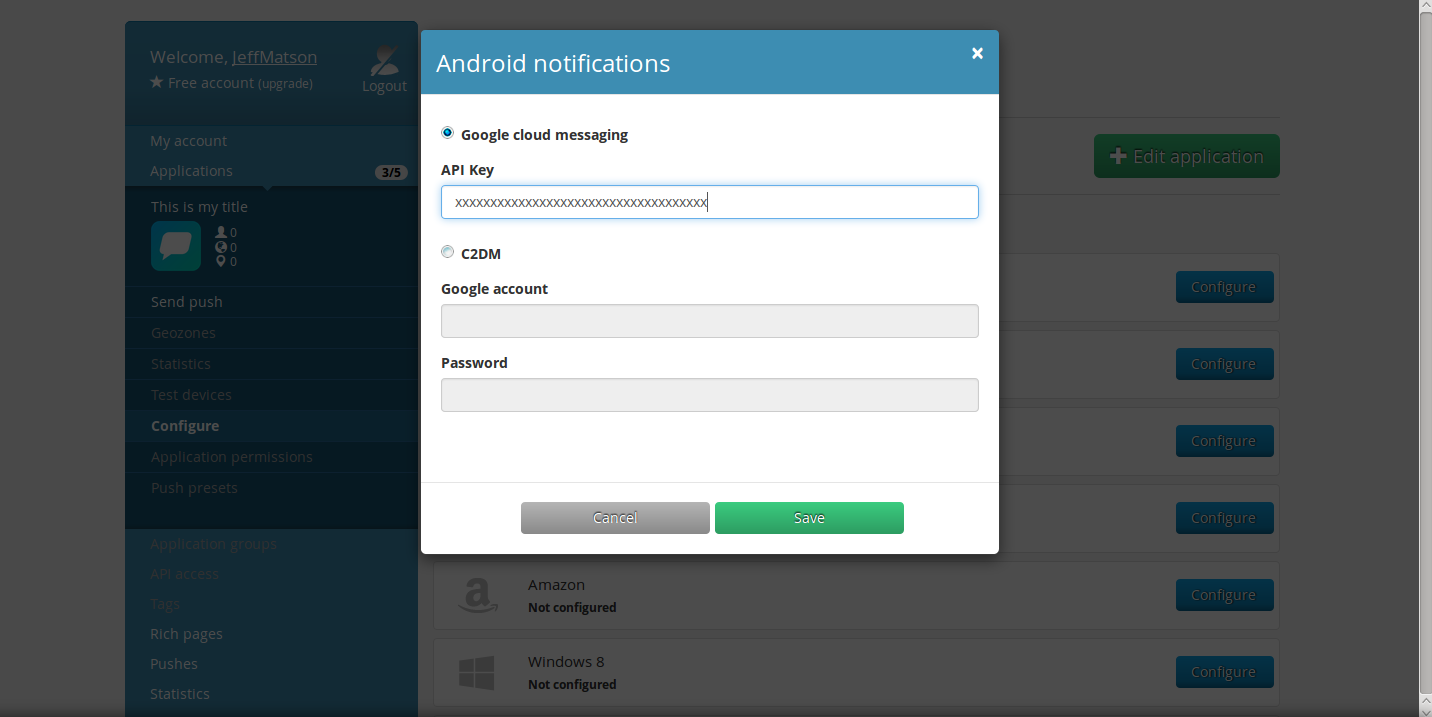 Welcome, JeffMatson
Free account (upgrade)
Logout
My account
Applications 3/5
This is my title
0
0
0
Send push
Geozones
Statistics
Test devices
Configure
Application permissions
Push presets
Application groups
API access
Tags
Rich pages
Pushes
Statistics
Android notifications
×
Google cloud messaging
API Key
xxxxxxxxxxxxxxxxxxxxxxxxxxxxxxxxxxxx
C2DM
Google account
Password
Cancel
Save
Edit application
Configure
Configure
Configure
Configure
Amazon
Not configured
Configure
Windows 8
Not configured
Configure